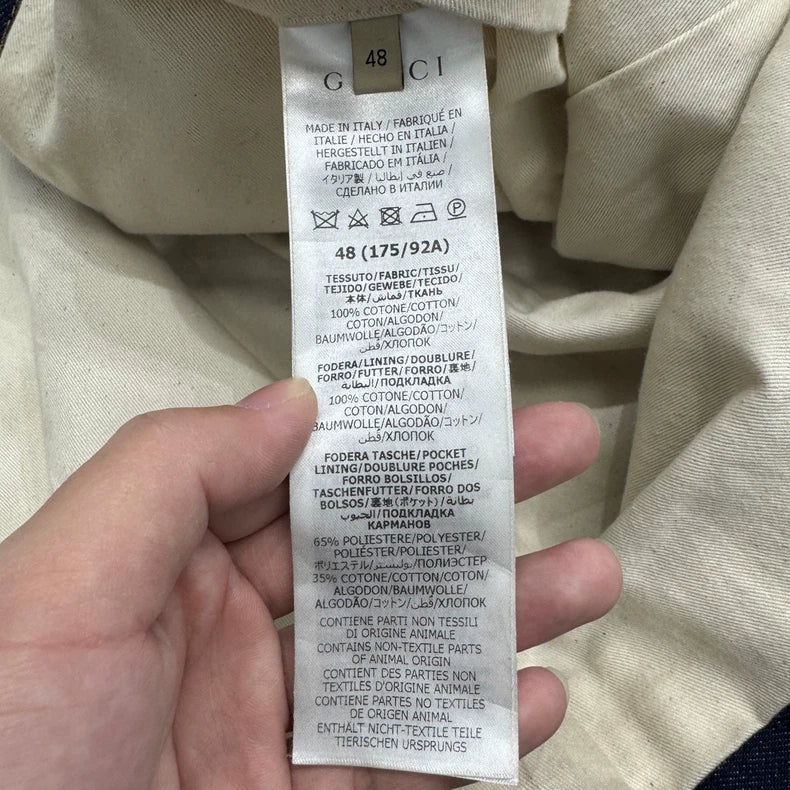 48
G CI
MADE IN ITALY / FABRIQUÉ EN
ITALIE / HECHO EN ITALIA /
HERGESTELLT IN ITALIEN /
FABRICADO EM ITÁLIA /
イタリア製 / صنع في إيطاليا /
СДЕЛАНО В ИТАЛИИ
P
48 (175/92A)
TESSUTO/FABRIC/TISSU/
TEJIDO/GEWEBE/TECIDO/
本体/قماش/ТКАНЬ
100% COTONE/COTTON/
COTON/ALGODON/
BAUMWOLLE/ALGODÃO/コットン/
قطن/ХЛОПОК
FODERA/LINING/DOUBLURE/
FORRO/FUTTER/FORRO/裏地/
البطانة/ПОДКЛАДКА
100% COTONE/COTTON/
COTON/ALGODON/
BAUMWOLLE/ALGODÃO/コットン/
قطن/ХЛОПОК
FODERA TASCHE/POCKET
LINING/DOUBLURE POCHES/
FORRO BOLSILLOS/
TASCHENFUTTER/FORRO DOS
BOLSOS/裏地(ポケット)/بطانة
الجيوب/ПОДКЛАДКА
КАРМАНОВ
65% POLIESTERE/POLYESTER/
POLIÉSTER/POLIESTER/
ポリエステル/بوليستر/ПОЛИЭСТЕР
35% COTONE/COTTON/COTON/
ALGODON/BAUMWOLLE/
ALGODÃO/コットン/قطن/ХЛОПОК
CONTIENE PARTI NON TESSILI
DI ORIGINE ANIMALE
CONTAINS NON-TEXTILE PARTS
OF ANIMAL ORIGIN
CONTIENT DES PARTIES NON
TEXTILES D'ORIGINE ANIMALE
CONTIENE PARTES NO TEXTILES
DE ORIGEN ANIMAL
ENTHÄLT NICHT-TEXTILE TEILE
TIERISCHEN URSPRUNGS